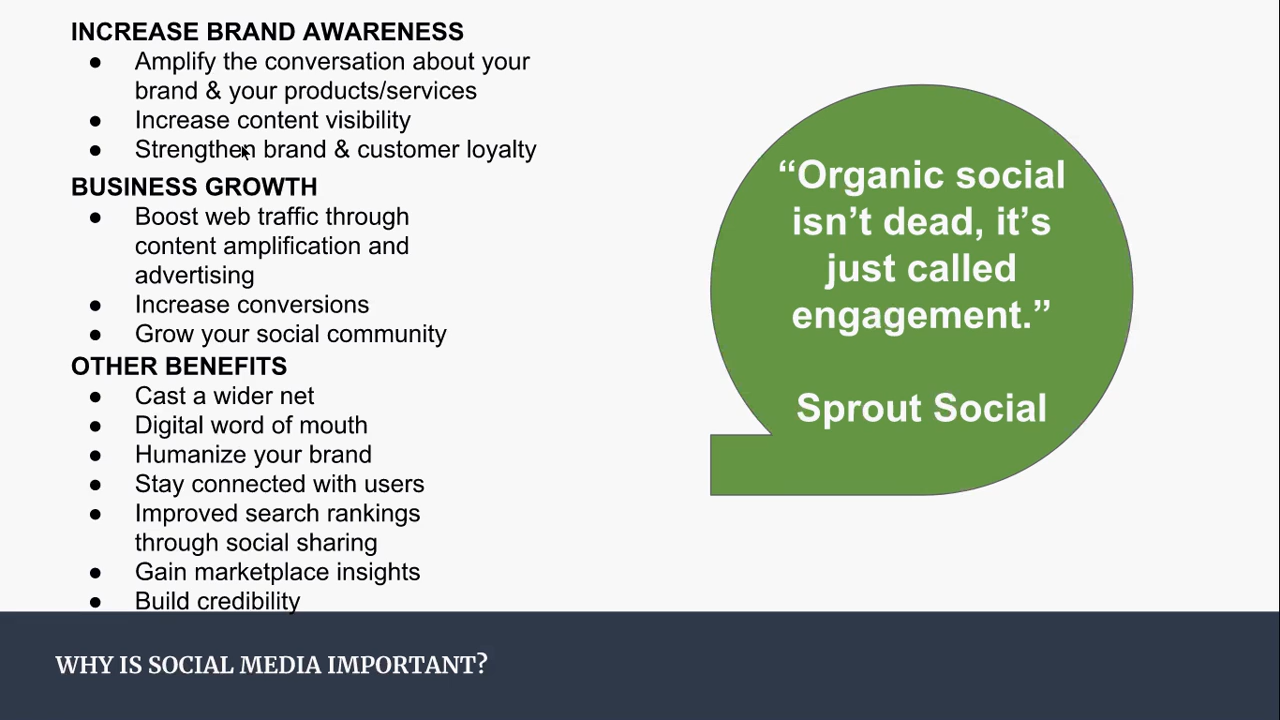 INCREASE BRAND AWARENESS
● Amplify the conversation about your
brand & your products/services
● Increase content visibility
● Strengthen brand & customer loyalty
BUSINESS GROWTH
● Boost web traffic through
content amplification and
advertising
● Increase conversions
● Grow your social community
OTHER BENEFITS
● Cast a wider net
● Digital word of mouth
● Humanize your brand
● Stay connected with users
● Improved search rankings
through social sharing
● Gain marketplace insights
● Build credibility
“Organic social
isn’t dead, it’s
just called
engagement.”
Sprout Social
WHY IS SOCIAL MEDIA IMPORTANT?